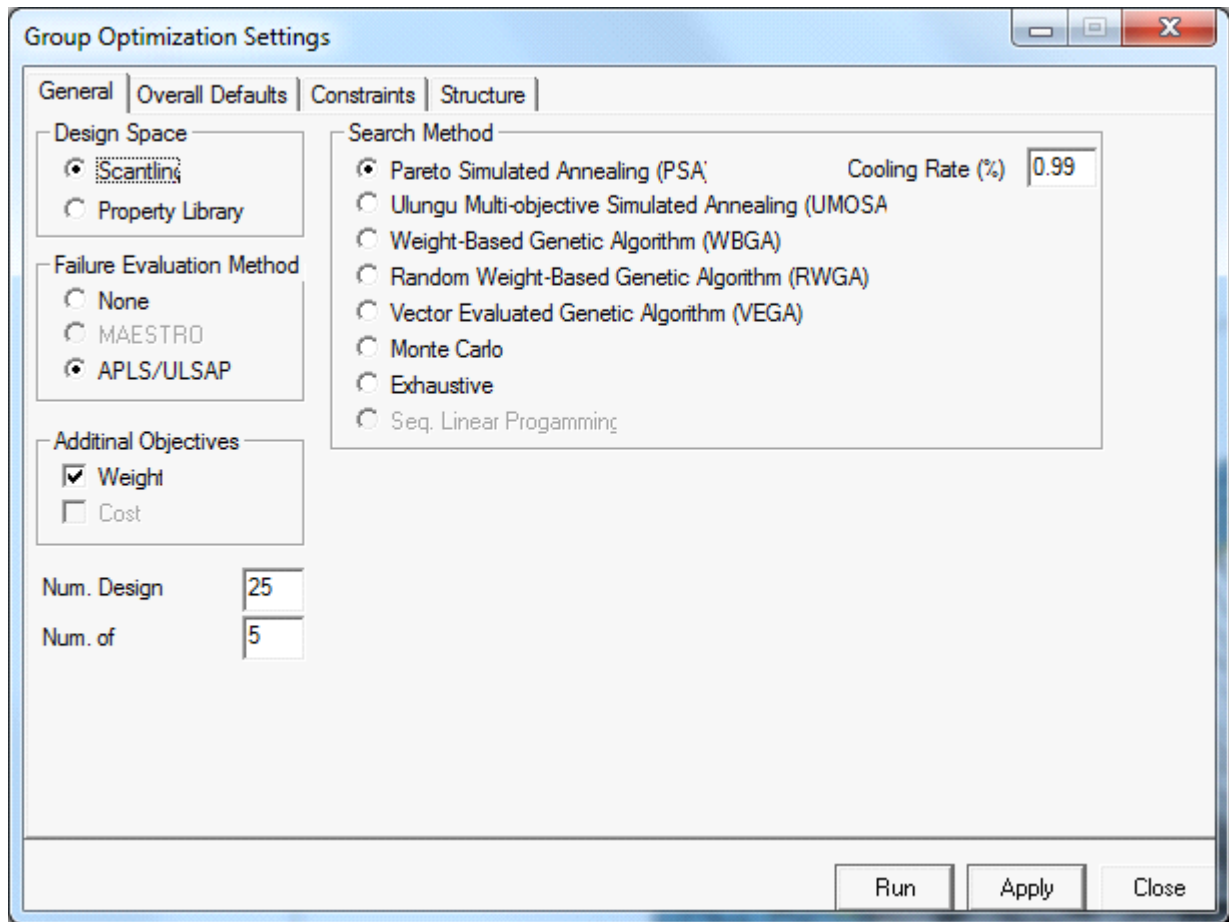 Group Optimization Settings
General Overall Defaults Constraints Structure
Design Space
Scantling
Property Library
Failure Evaluation Method
None
MAESTRO
APLS/ULSAP
Additinal Objectives
Weight
Cost
Num. Design 25
Num. of 5
Search Method
Pareto Simulated Annealing (PSA) Cooling Rate (%) 0.99
Ulungu Multi-objective Simulated Annealing (UMOSA
Weight-Based Genetic Algorithm (WBGA)
Random Weight-Based Genetic Algorithm (RWGA)
Vector Evaluated Genetic Algorithm (VEGA)
Monte Carlo
Exhaustive
Seq. Linear Progamming
Run Apply Close